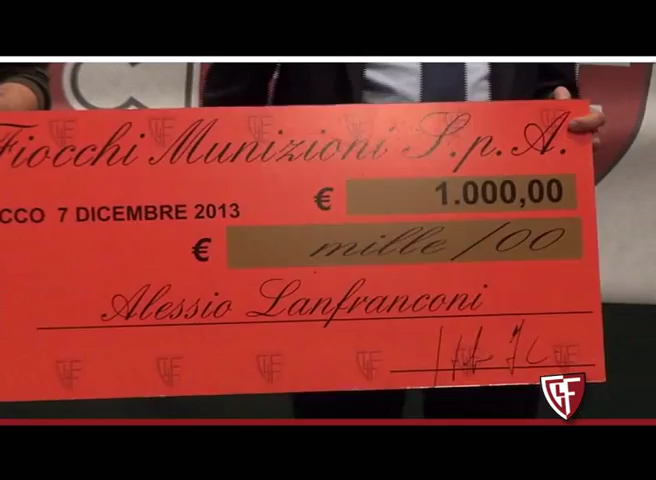 Fiocchi Munizioni S.p.A.
CCO 7 DICEMBRE 2013 € 1.000,00
€ mille/00
Alessio Lanfranconi